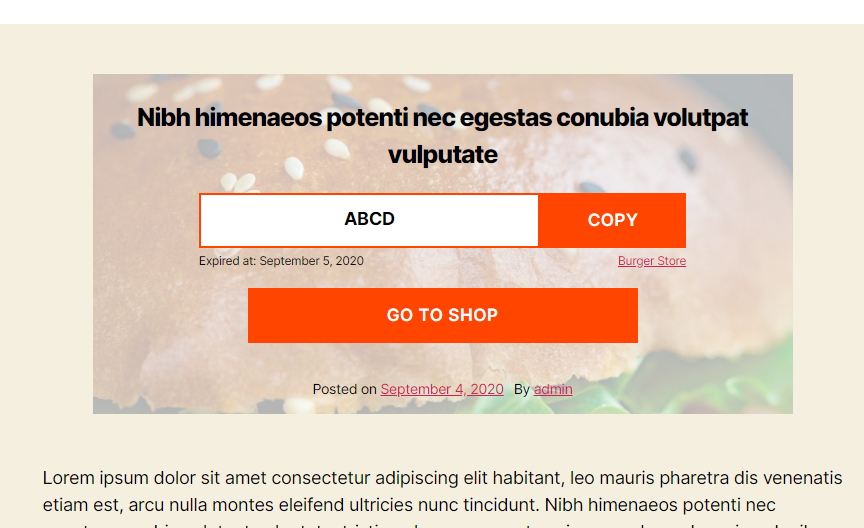 Nibh himenaeos potenti nec egestas conubia volutpat
vulputate
ABCD
COPY
Expired at: September 5, 2020
Burger Store
GO TO SHOP
Posted on September 4, 2020 By admin
Lorem ipsum dolor sit amet consectetur adipiscing elit habitant, leo mauris pharetra dis venenatis
etiam est, arcu nulla montes eleifend ultricies nunc tincidunt. Nibh himenaeos potenti nec